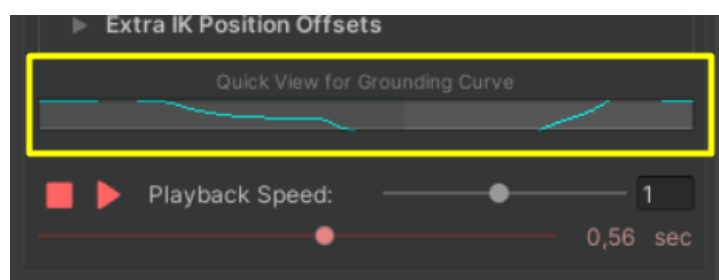 Extra IK Position Offsets
Quick View for Grounding Curve
Playback Speed: 1
0,56 sec